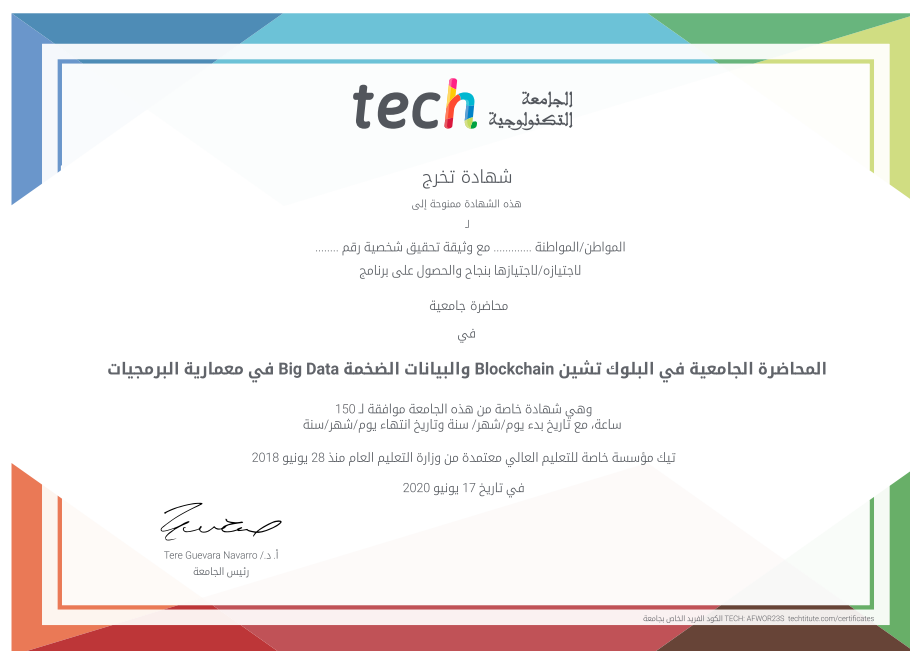 tech
الجامعة
التكنولوجية
شهادة تخرج
هذه الشهادة ممنوحة إلى
لـ
المواطن/المواطنة ............. مع وثيقة تحقيق شخصية رقم ........
لاجتيازه/لاجتيازها بنجاح والحصول على برنامج
محاضرة جامعية
في
المحاضرة الجامعية في البلوك تشين Blockchain والبيانات الضخمة Big Data في معمارية البرمجيات
وهي شهادة خاصة من هذه الجامعة موافقة لـ 150
ساعة، مع تاريخ بدء يوم/شهر/ سنة وتاريخ انتهاء يوم/شهر/سنة
تيك مؤسسة خاصة للتعليم العالي معتمدة من وزارة التعليم العام منذ 28 يونيو 2018
في تاريخ 17 يونيو 2020
أ. د./ Tere Guevara Navarro
رئيس الجامعة
الكود الفريد الخاص بجامعة TECH: AFWOR23S techtitute.com/certificates